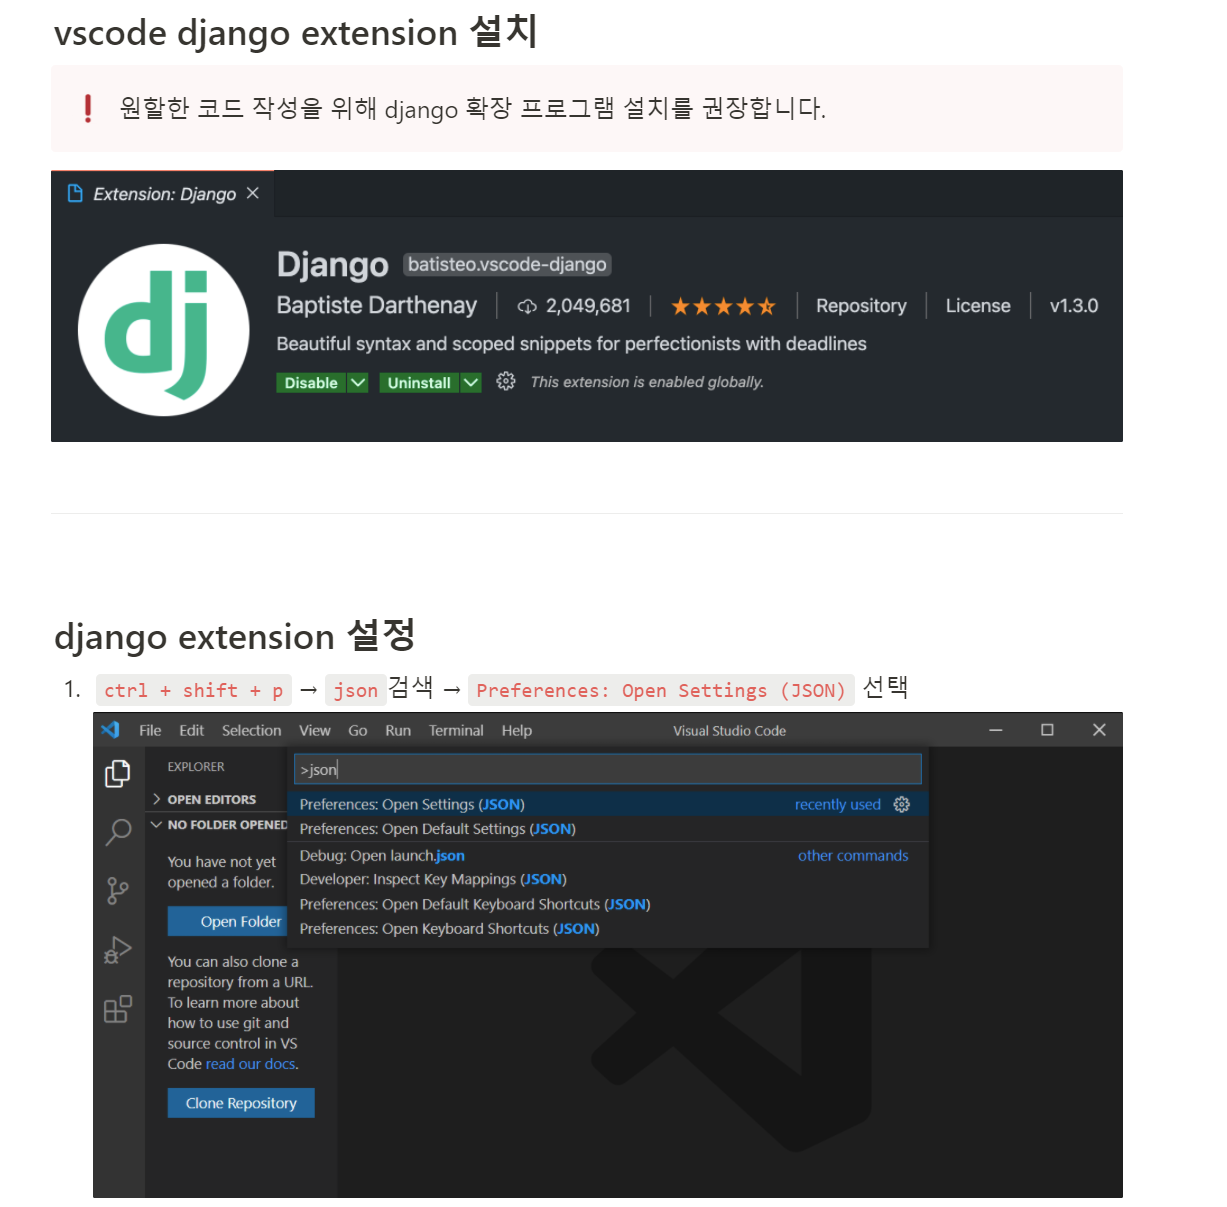 vscode django extension 설치
❗ 원할한 코드 작성을 위해 django 확장 프로그램 설치를 권장합니다.
Extension: Django
dj
Django batisteo.vscode-django
Baptiste Darthenay 2,049,681 ★★★★⯪ Repository License v1.3.0
Beautiful syntax and scoped snippets for perfectionists with deadlines
Disable Uninstall This extension is enabled globally.
django extension 설정
1. ctrl + shift + p → json 검색 → Preferences: Open Settings (JSON) 선택
File Edit Selection View Go Run Terminal Help Visual Studio Code
EXPLORER
>json
OPEN EDITORS
NO FOLDER OPENED
Preferences: Open Settings (JSON) recently used
Preferences: Open Default Settings (JSON)
Debug: Open launch.json other commands
Developer: Inspect Key Mappings (JSON)
Preferences: Open Default Keyboard Shortcuts (JSON)
Preferences: Open Keyboard Shortcuts (JSON)
You have not yet
opened a folder.
Open Folder
You can also clone a
repository from a URL.
To learn more about
how to use git and
source control in VS
Code read our docs.
Clone Repository